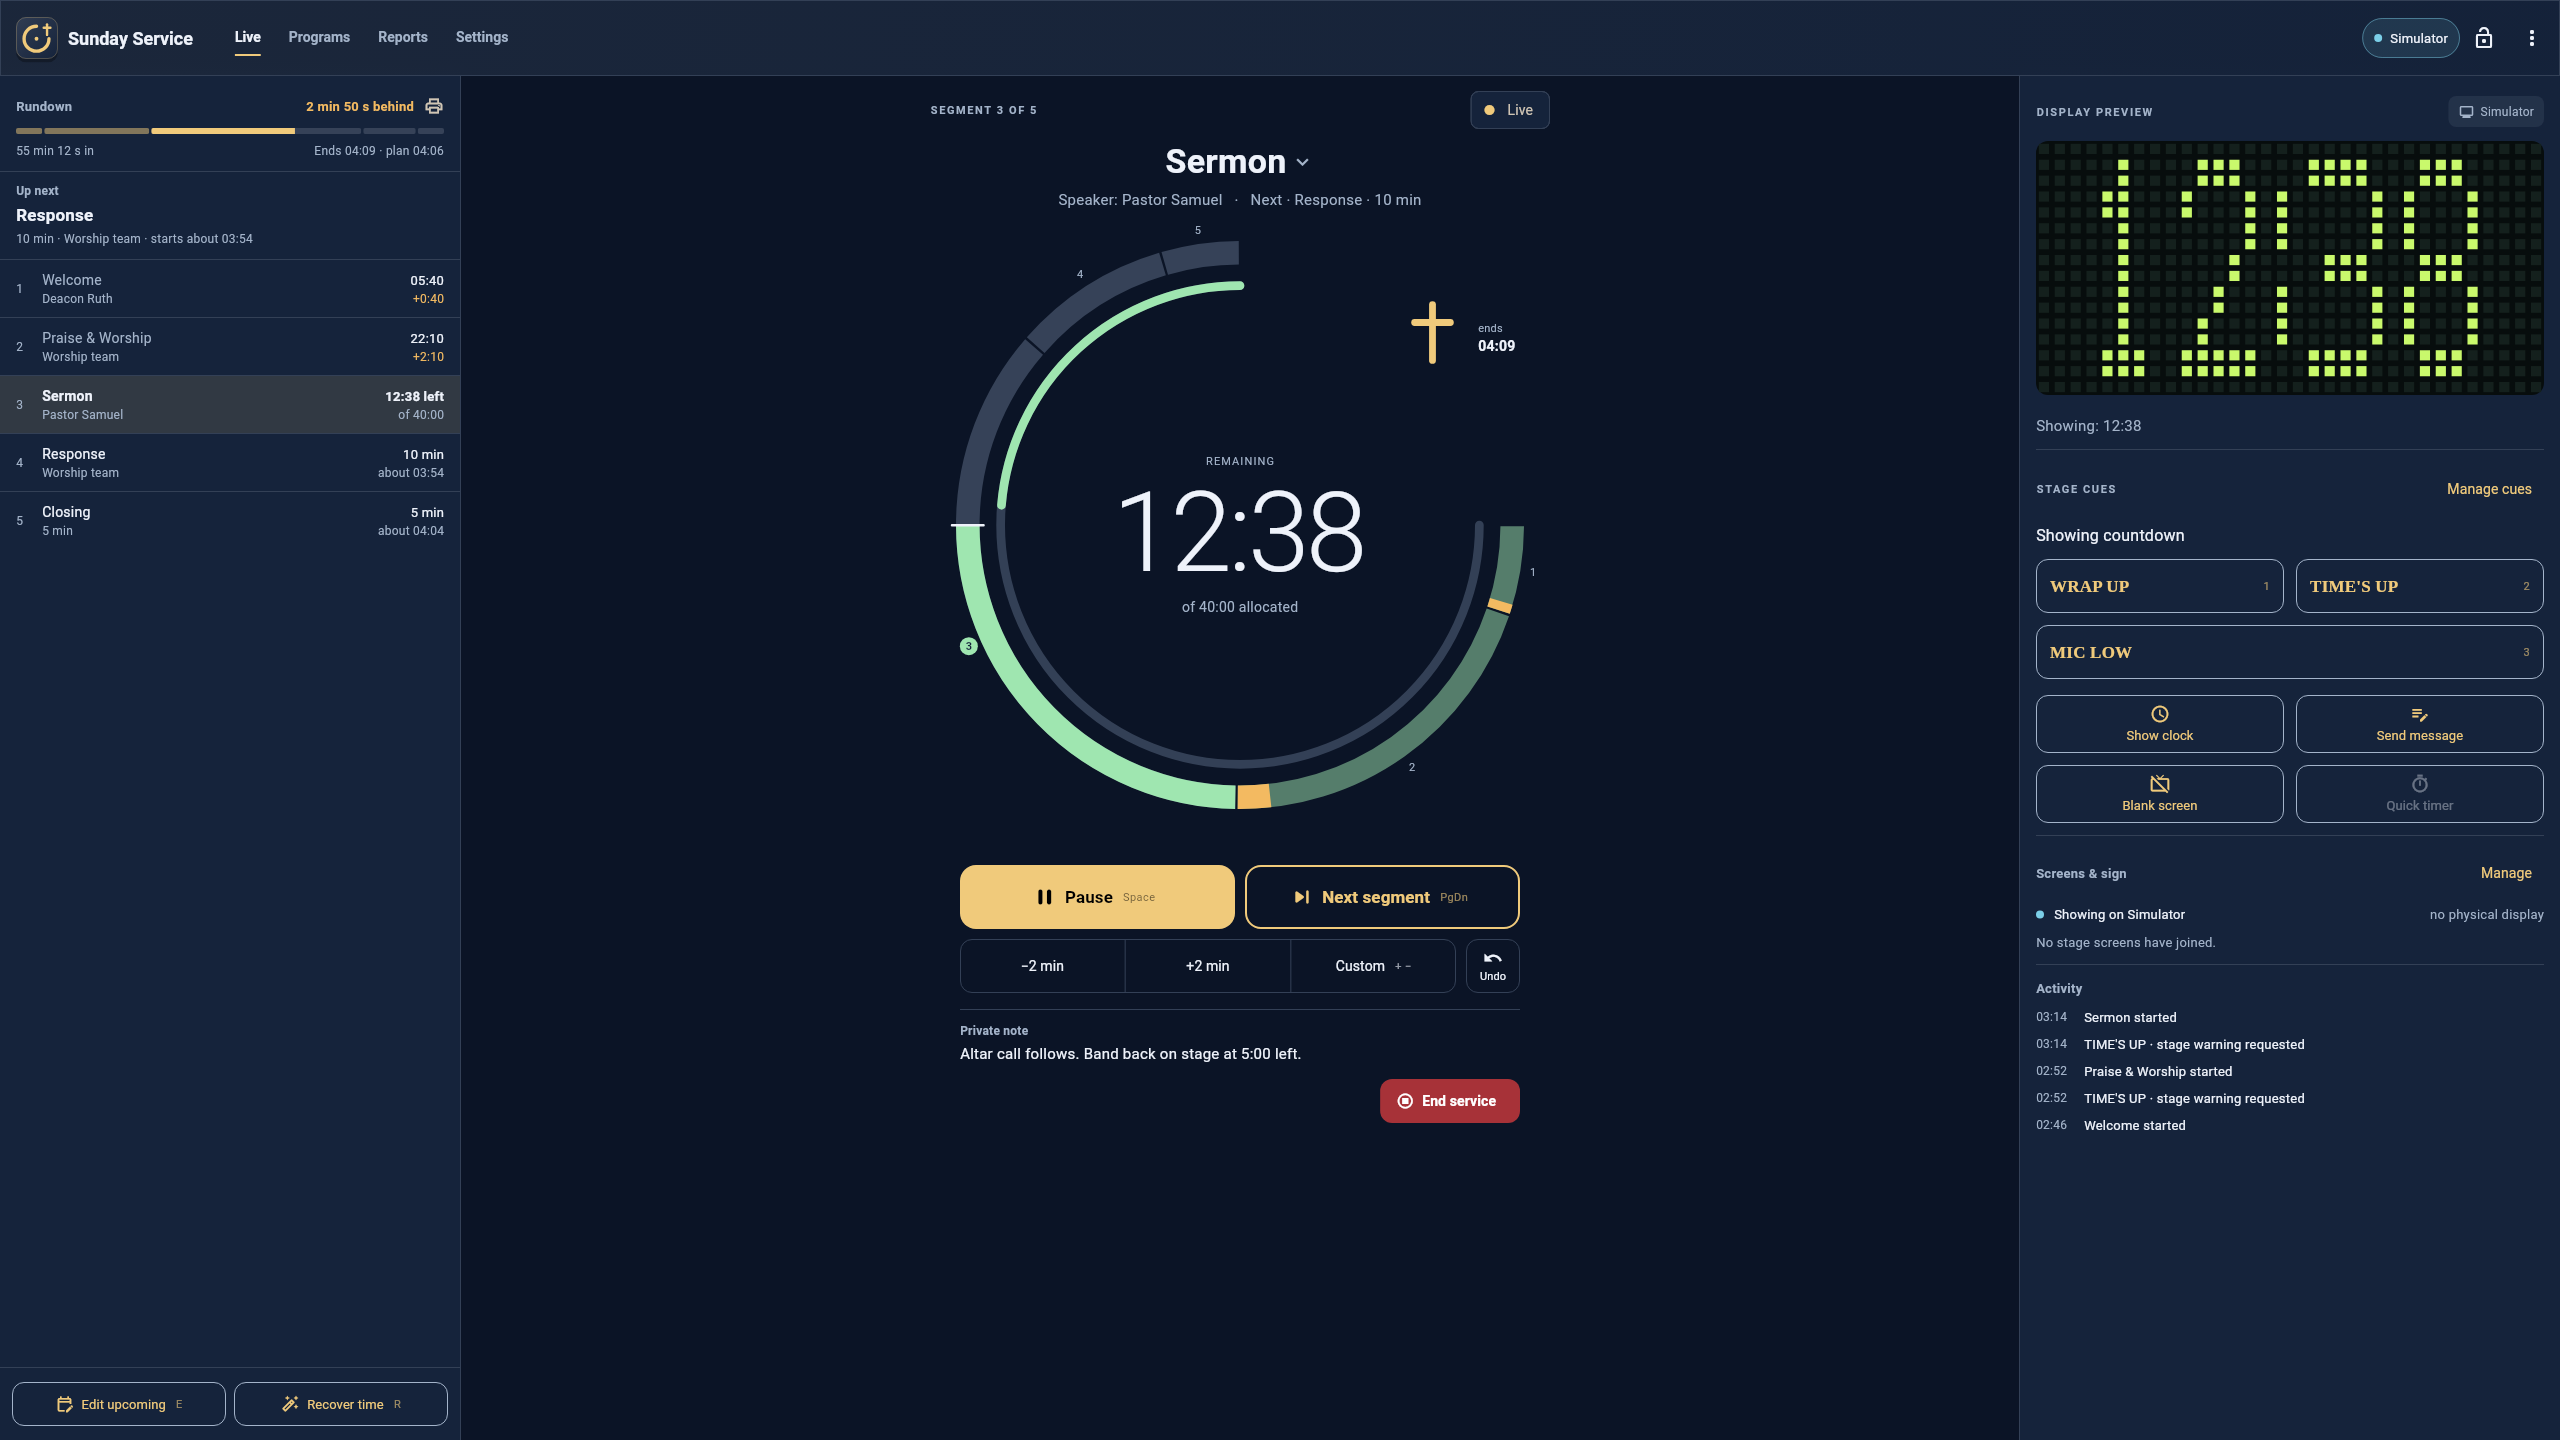 Sunday Service
Live
Programs
Reports
Settings
Simulator
Rundown
2 min 50 s behind
55 min 12 s in
Ends 04:09 · plan 04:06
Up next
Response
10 min · Worship team · starts about 03:54
1
Welcome
05:40
Deacon Ruth
+0:40
2
Praise & Worship
22:10
Worship team
+2:10
3
Sermon
12:38 left
Pastor Samuel
of 40:00
4
Response
10 min
Worship team
about 03:54
5
Closing
5 min
5 min
about 04:04
Edit upcoming E
Recover time R
SEGMENT 3 OF 5
Live
Sermon
Speaker: Pastor Samuel · Next · Response · 10 min
5
4
ends
04:09
REMAINING
12:38
of 40:00 allocated
1
3
2
Pause Space
Next segment PgDn
−2 min
+2 min
Custom + −
Undo
Private note
Altar call follows. Band back on stage at 5:00 left.
End service
DISPLAY PREVIEW
Simulator
12:38
Showing: 12:38
STAGE CUES
Manage cues
Showing countdown
WRAP UP 1
TIME'S UP 2
MIC LOW 3
Show clock
Send message
Blank screen
Quick timer
Screens & sign
Manage
Showing on Simulator
no physical display
No stage screens have joined.
Activity
03:14 Sermon started
03:14 TIME'S UP · stage warning requested
02:52 Praise & Worship started
02:52 TIME'S UP · stage warning requested
02:46 Welcome started